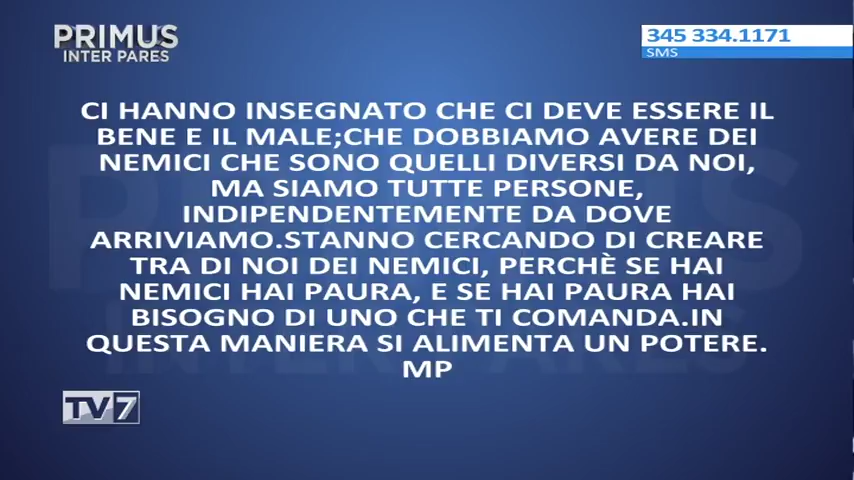 PRIMUS
INTER PARES
345 334.1171
SMS
CI HANNO INSEGNATO CHE CI DEVE ESSERE IL
BENE E IL MALE;CHE DOBBIAMO AVERE DEI
NEMICI CHE SONO QUELLI DIVERSI DA NOI,
MA SIAMO TUTTE PERSONE,
INDIPENDENTEMENTE DA DOVE
ARRIVIAMO.STANNO CERCANDO DI CREARE
TRA DI NOI DEI NEMICI, PERCHÈ SE HAI
NEMICI HAI PAURA, E SE HAI PAURA HAI
BISOGNO DI UNO CHE TI COMANDA.IN
QUESTA MANIERA SI ALIMENTA UN POTERE.
MP
TV7